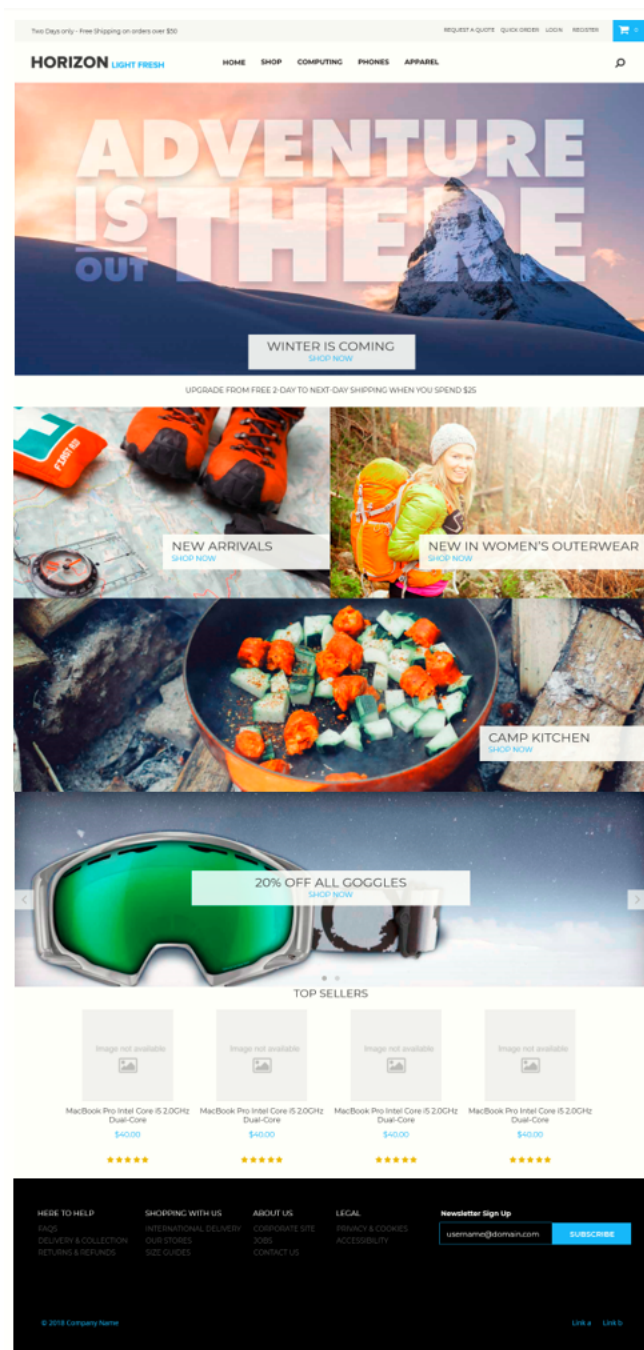 Two Days only - Free Shipping on orders over $50
REQUEST A QUOTE QUICK ORDER LOGIN REGISTER 0
HORIZON LIGHT FRESH
HOME SHOP COMPUTING PHONES APPAREL
ADVENTURE
IS
OUT
THERE
WINTER IS COMING
SHOP NOW
UPGRADE FROM FREE 2-DAY TO NEXT-DAY SHIPPING WHEN YOU SPEND $25
FIRST AID
NEW ARRIVALS
SHOP NOW
NEW IN WOMEN'S OUTERWEAR
SHOP NOW
CAMP KITCHEN
SHOP NOW
20% OFF ALL GOGGLES
SHOP NOW
TOP SELLERS
Image not available
Image not available
Image not available
Image not available
MacBook Pro Intel Core i5 2.0GHz
Dual-Core
$40.00
MacBook Pro Intel Core i5 2.0GHz
Dual-Core
$40.00
MacBook Pro Intel Core i5 2.0GHz
Dual-Core
$40.00
MacBook Pro Intel Core i5 2.0GHz
Dual-Core
$40.00
HERE TO HELP
FAQS
DELIVERY & COLLECTION
RETURNS & REFUNDS
SHOPPING WITH US
INTERNATIONAL DELIVERY
OUR STORES
SIZE GUIDES
ABOUT US
CORPORATE SITE
JOBS
CONTACT US
LEGAL
PRIVACY & COOKIES
ACCESSIBILITY
Newsletter Sign Up
username@domain.com SUBSCRIBE
© 2018 Company Name
Link a Link b